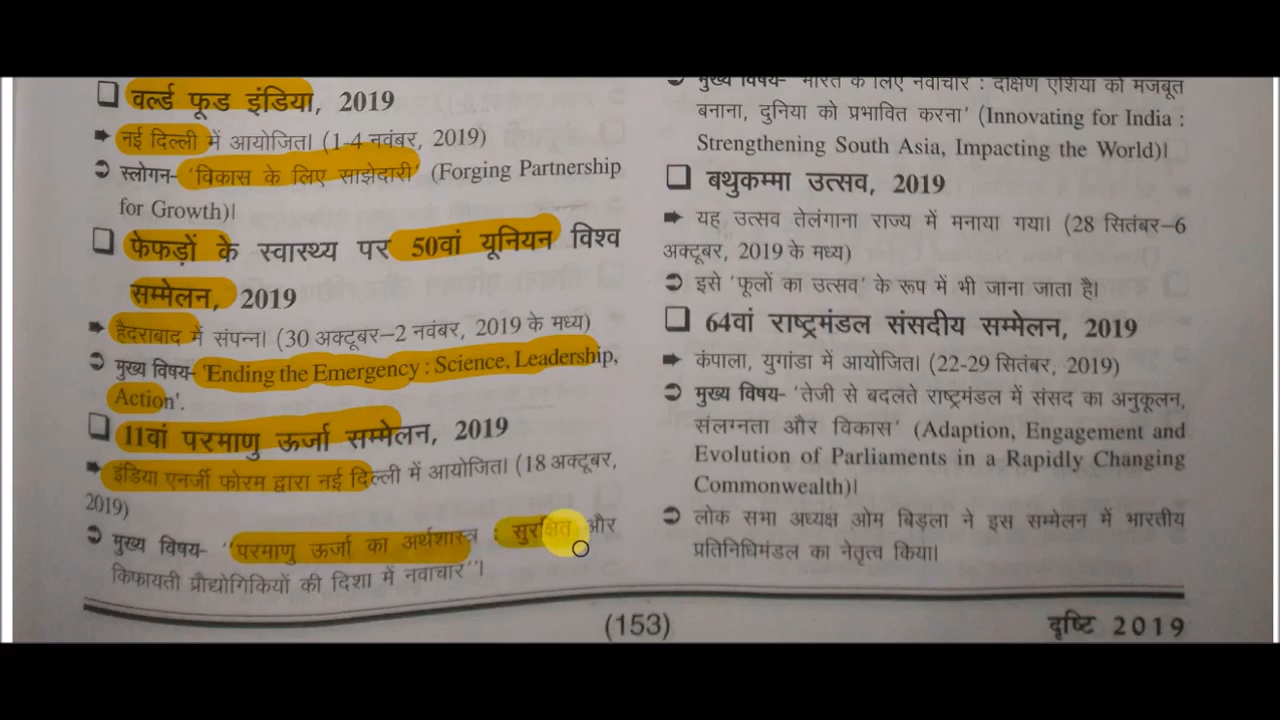 ❑ वर्ल्ड फूड इंडिया, 2019
➡ नई दिल्ली में आयोजित। (1-4 नवंबर, 2019)
➲ स्लोगन- 'विकास के लिए साझेदारी' (Forging Partnership
for Growth)।
❑ फेफड़ों के स्वास्थ्य पर 50वां यूनियन विश्व
सम्मेलन, 2019
➡ हैदराबाद में संपन्न। (30 अक्टूबर–2 नवंबर, 2019 के मध्य)
➲ मुख्य विषय- 'Ending the Emergency : Science, Leadership,
Action'.
❑ 11वां परमाणु ऊर्जा सम्मेलन, 2019
➡ इंडिया एनर्जी फोरम द्वारा नई दिल्ली में आयोजित। (18 अक्टूबर,
2019)
➲ मुख्य विषय- ''परमाणु ऊर्जा का अर्थशास्त्र : सुरक्षित और
किफायती प्रौद्योगिकियों की दिशा में नवाचार''।
➲ मुख्य विषय- 'भारत के लिए नवाचार : दक्षिण एशिया को मजबूत
बनाना, दुनिया को प्रभावित करना' (Innovating for India :
Strengthening South Asia, Impacting the World)।
❑ बथुकम्मा उत्सव, 2019
➡ यह उत्सव तेलंगाना राज्य में मनाया गया। (28 सितंबर–6
अक्टूबर, 2019 के मध्य)
➲ इसे 'फूलों का उत्सव' के रूप में भी जाना जाता है।
❑ 64वां राष्ट्रमंडल संसदीय सम्मेलन, 2019
➡ कंपाला, युगांडा में आयोजित। (22-29 सितंबर, 2019)
➲ मुख्य विषय- 'तेजी से बदलते राष्ट्रमंडल में संसद का अनुकूलन,
संलग्नता और विकास' (Adaption, Engagement and
Evolution of Parliaments in a Rapidly Changing
Commonwealth)।
➲ लोक सभा अध्यक्ष ओम बिड़ला ने इस सम्मेलन में भारतीय
प्रतिनिधिमंडल का नेतृत्व किया।
(153)
दृष्टि 2019